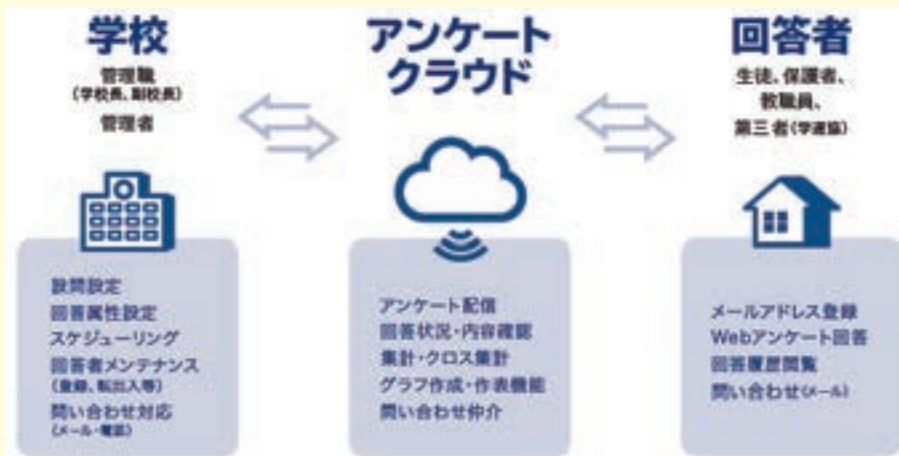 学校
管理職
（学校長、副校長）
管理者
設問設定
回答属性設定
スケジューリング
回答者メンテナンス
（登録、転出入等）
問い合わせ対応
（メール・電話）
アンケート
クラウド
アンケート配信
回答状況・内容確認
集計・クロス集計
グラフ作成・作表機能
問い合わせ仲介
回答者
生徒、保護者、
教職員、
第三者（学運協）
メールアドレス登録
Webアンケート回答
回答履歴閲覧
問い合わせ（メール）